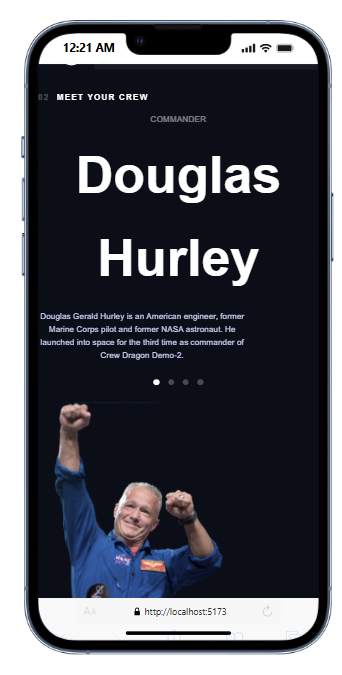 12:21 AM
02 MEET YOUR CREW
COMMANDER
Douglas
Hurley
Douglas Gerald Hurley is an American engineer, former
Marine Corps pilot and former NASA astronaut. He
launched into space for the third time as commander of
Crew Dragon Demo-2.
NASA
AA
http://localhost:5173